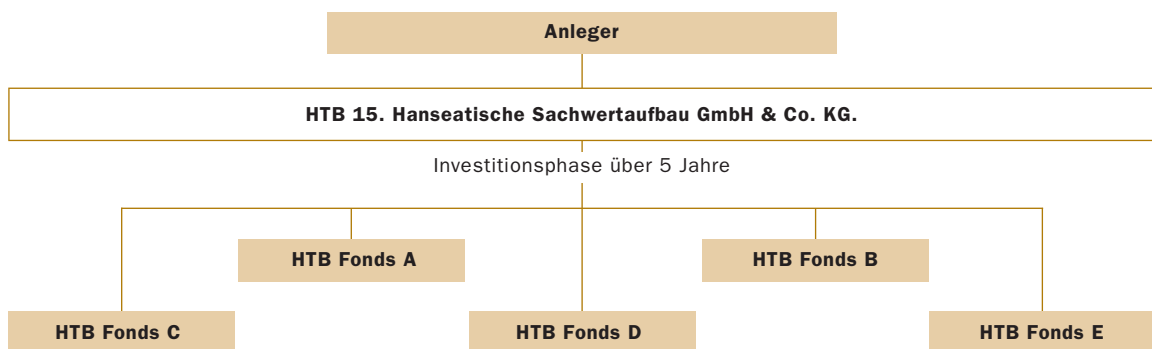 Anleger
HTB 15. Hanseatische Sachwertaufbau GmbH & Co. KG.
Investitionsphase über 5 Jahre
HTB Fonds A
HTB Fonds B
HTB Fonds C
HTB Fonds D
HTB Fonds E